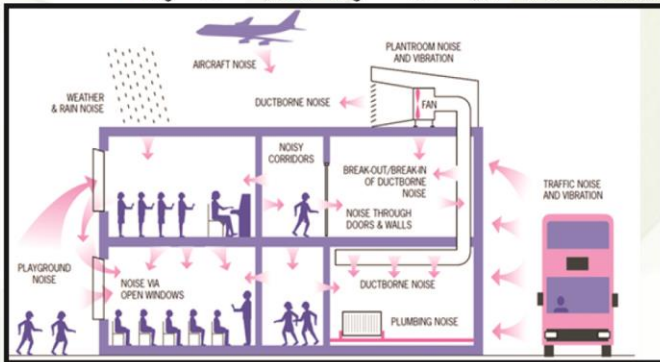 AIRCRAFT NOISE
PLANTROOM NOISE
AND VIBRATION
WEATHER
& RAIN NOISE
DUCTBORNE NOISE
FAN
NOISY
CORRIDORS
BREAK-OUT/BREAK-IN
OF DUCTBORNE
NOISE
TRAFFIC NOISE
AND VIBRATION
NOISE THROUGH
DOORS & WALLS
PLAYGROUND
NOISE
NOISE VIA
OPEN WINDOWS
DUCTBORNE NOISE
PLUMBING NOISE